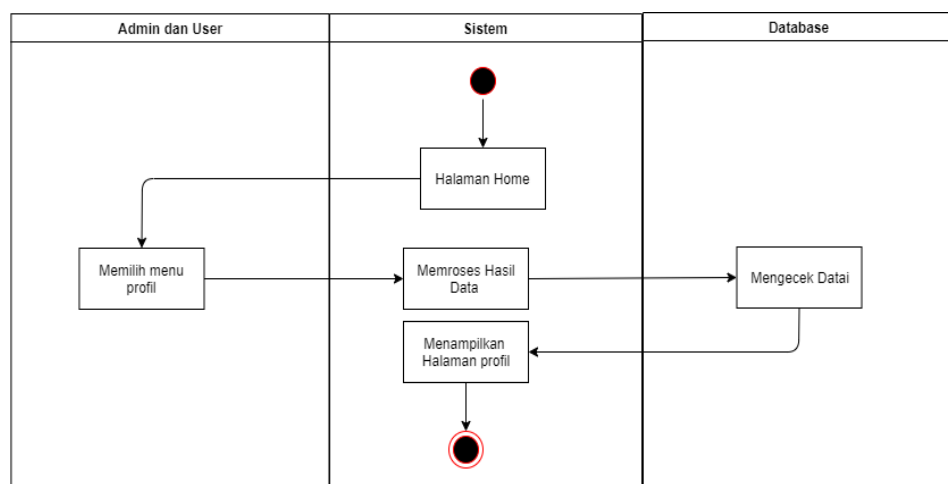 Admin dan User
Sistem
Database
Halaman Home
Memilih menu
profil
Memroses Hasil
Data
Mengecek Datai
Menampilkan
Halaman profil